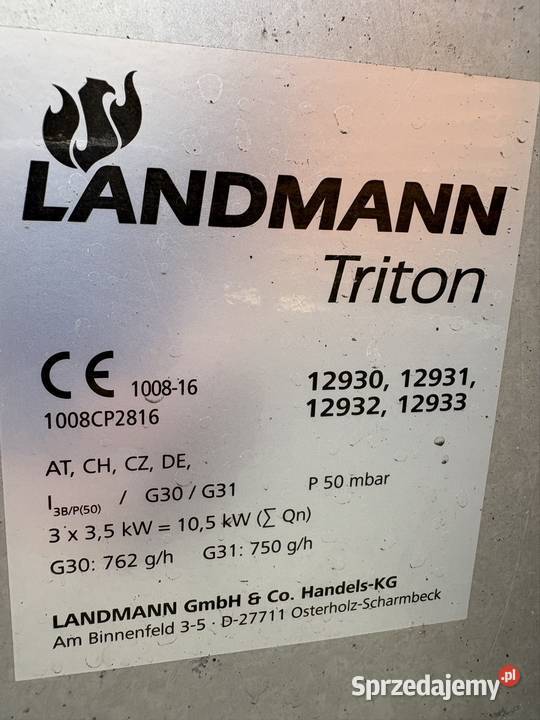 LANDMANN
Triton
CE 1008-16
1008CP2816
12930, 12931,
12932, 12933
AT, CH, CZ, DE,
I3B/P(50) / G30 / G31 P 50 mbar
3 x 3,5 kW = 10,5 kW (∑ Qn)
G30: 762 g/h G31: 750 g/h
LANDMANN GmbH & Co. Handels-KG
Am Binnenfeld 3-5 · D-27711 Osterholz-Scharmbeck
Sprzedajemy.pl